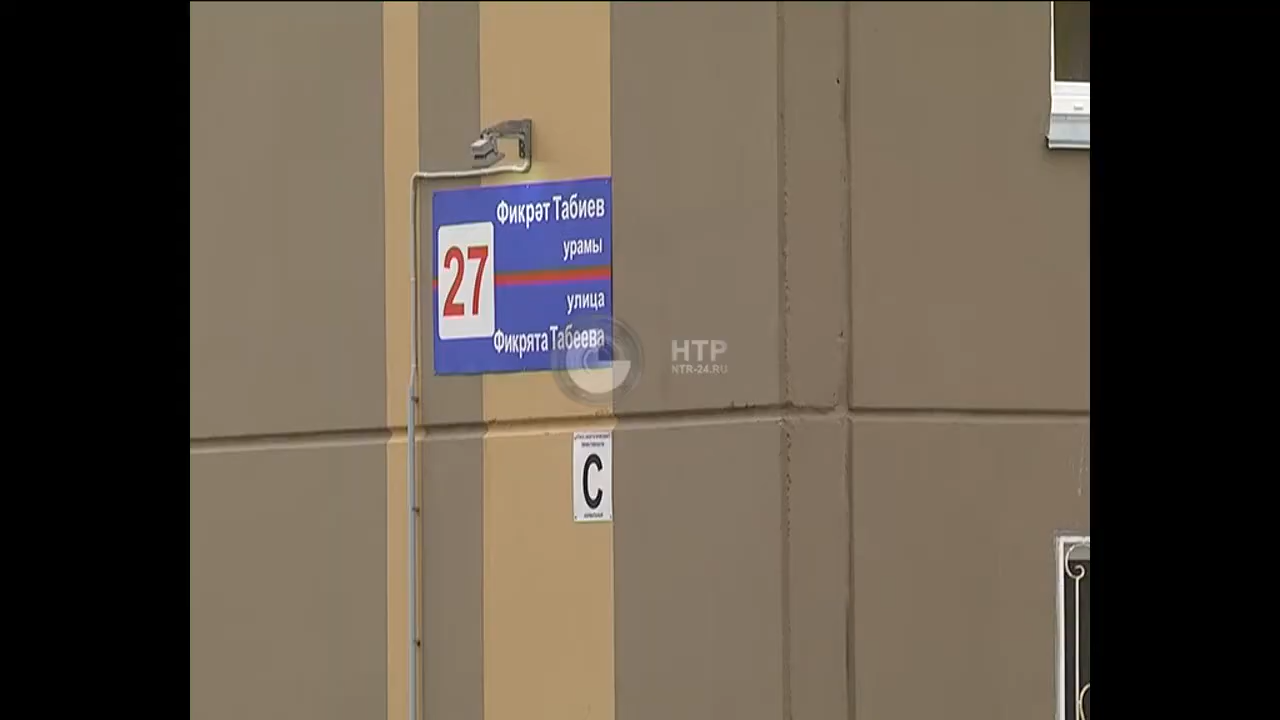 Фикрәт Табиев
урамы
27
улица
Фикрята Табеева
НТР
NTR-24.RU
С